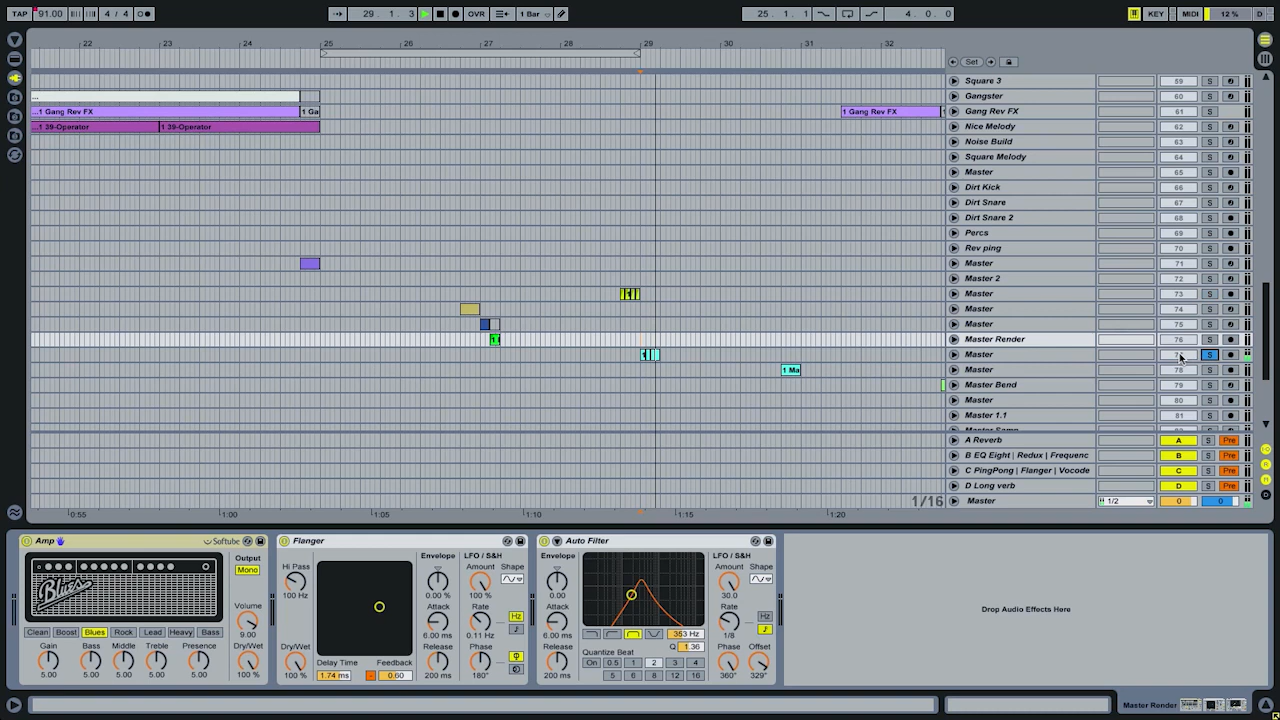 TAP 91.00 4 / 4 29. 1. 3 OVR 1 Bar 25. 1. 1 4. 0. 0 KEY MIDI 12 % D
22 23 24 25 26 27 28 29 30 31 32
Set
Square 3 59 S
... Gangster 60 S
...1 Gang Rev FX 1 Ga 1 Gang Rev FX Gang Rev FX 61 S
...1 39-Operator 1 39-Operator Nice Melody 62 S
Noise Build 63 S
Square Melody 64 S
Master 65 S
Dirt Kick 66 S
Dirt Snare 67 S
Dirt Snare 2 68 S
Percs 69 S
Rev ping 70 S
Master 71 S
Master 2 72 S
Master 73 S
Master 74 S
Master 75 S
Master Render 76 S
Master S
1 Ma Master 78 S
Master Bend 79 S
Master 80 S
Master 1.1 81 S
A Reverb A S Pre
B EQ Eight | Redux | Frequenc B S Pre
C PingPong | Flanger | Vocode C S Pre
D Long verb D S Pre
1/16 Master 1/2 0 0
0:55 1:00 1:05 1:10 1:15 1:20
Amp Softube Flanger Auto Filter
Output Mono
Blues
Volume 9.00
Clean Boost Blues Rock Lead Heavy Bass
Gain Bass Middle Treble Presence Dry/Wet
5.00 5.00 5.00 5.00 5.00 100 %
Hi Pass 100 Hz
Dry/Wet 100 %
Delay Time Feedback
1.74 ms 0.60
Envelope LFO / S&H
Amount Shape
0.00 % 100 %
Attack Rate Hz
6.00 ms 0.11 Hz
Release Phase
200 ms 180°
Envelope LFO / S&H
Amount Shape
0.00 30.0
Attack Rate Hz
6.00 ms 1/8
353 Hz
Q 1.36
Quantize Beat
On 0.5 1 2 3 4
5 6 8 12 16
Release Phase Offset
200 ms 360° 329°
Drop Audio Effects Here
Master Render